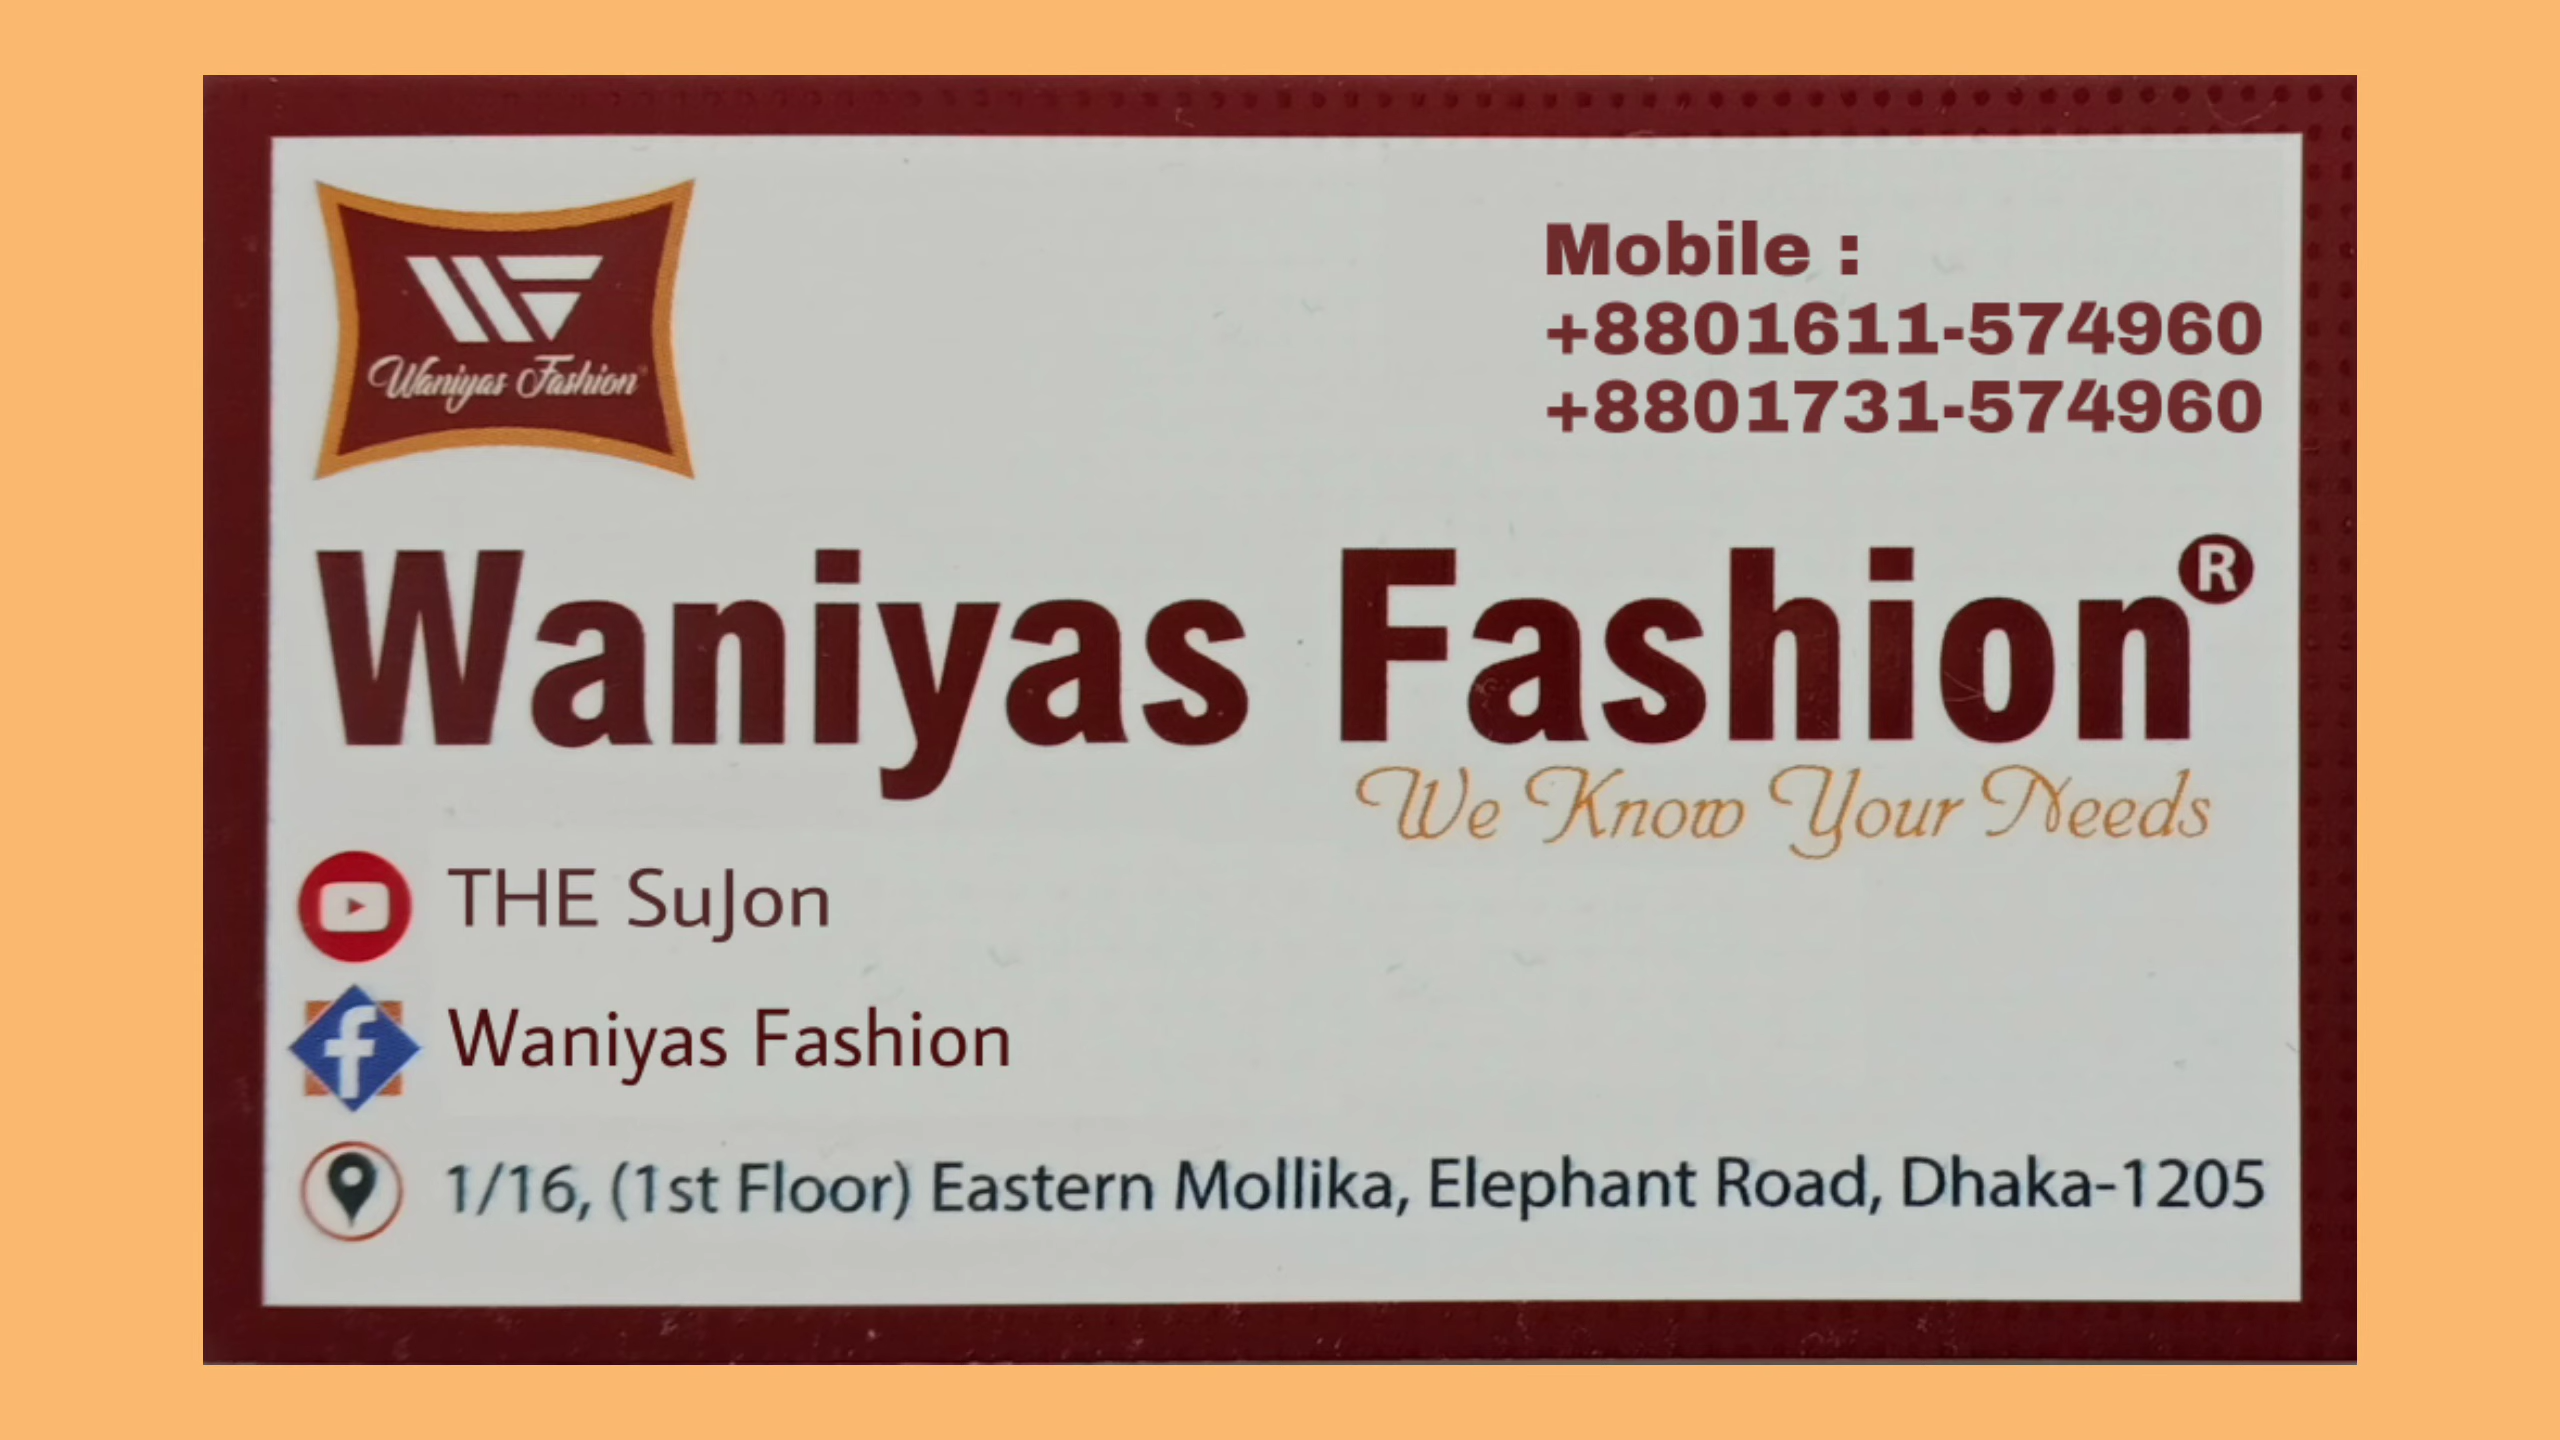 Waniyas Fashion
Mobile :
+8801611-574960
+8801731-574960
Waniyas Fashion®
We Know Your Needs
THE SuJon
Waniyas Fashion
1/16, (1st Floor) Eastern Mollika, Elephant Road, Dhaka-1205